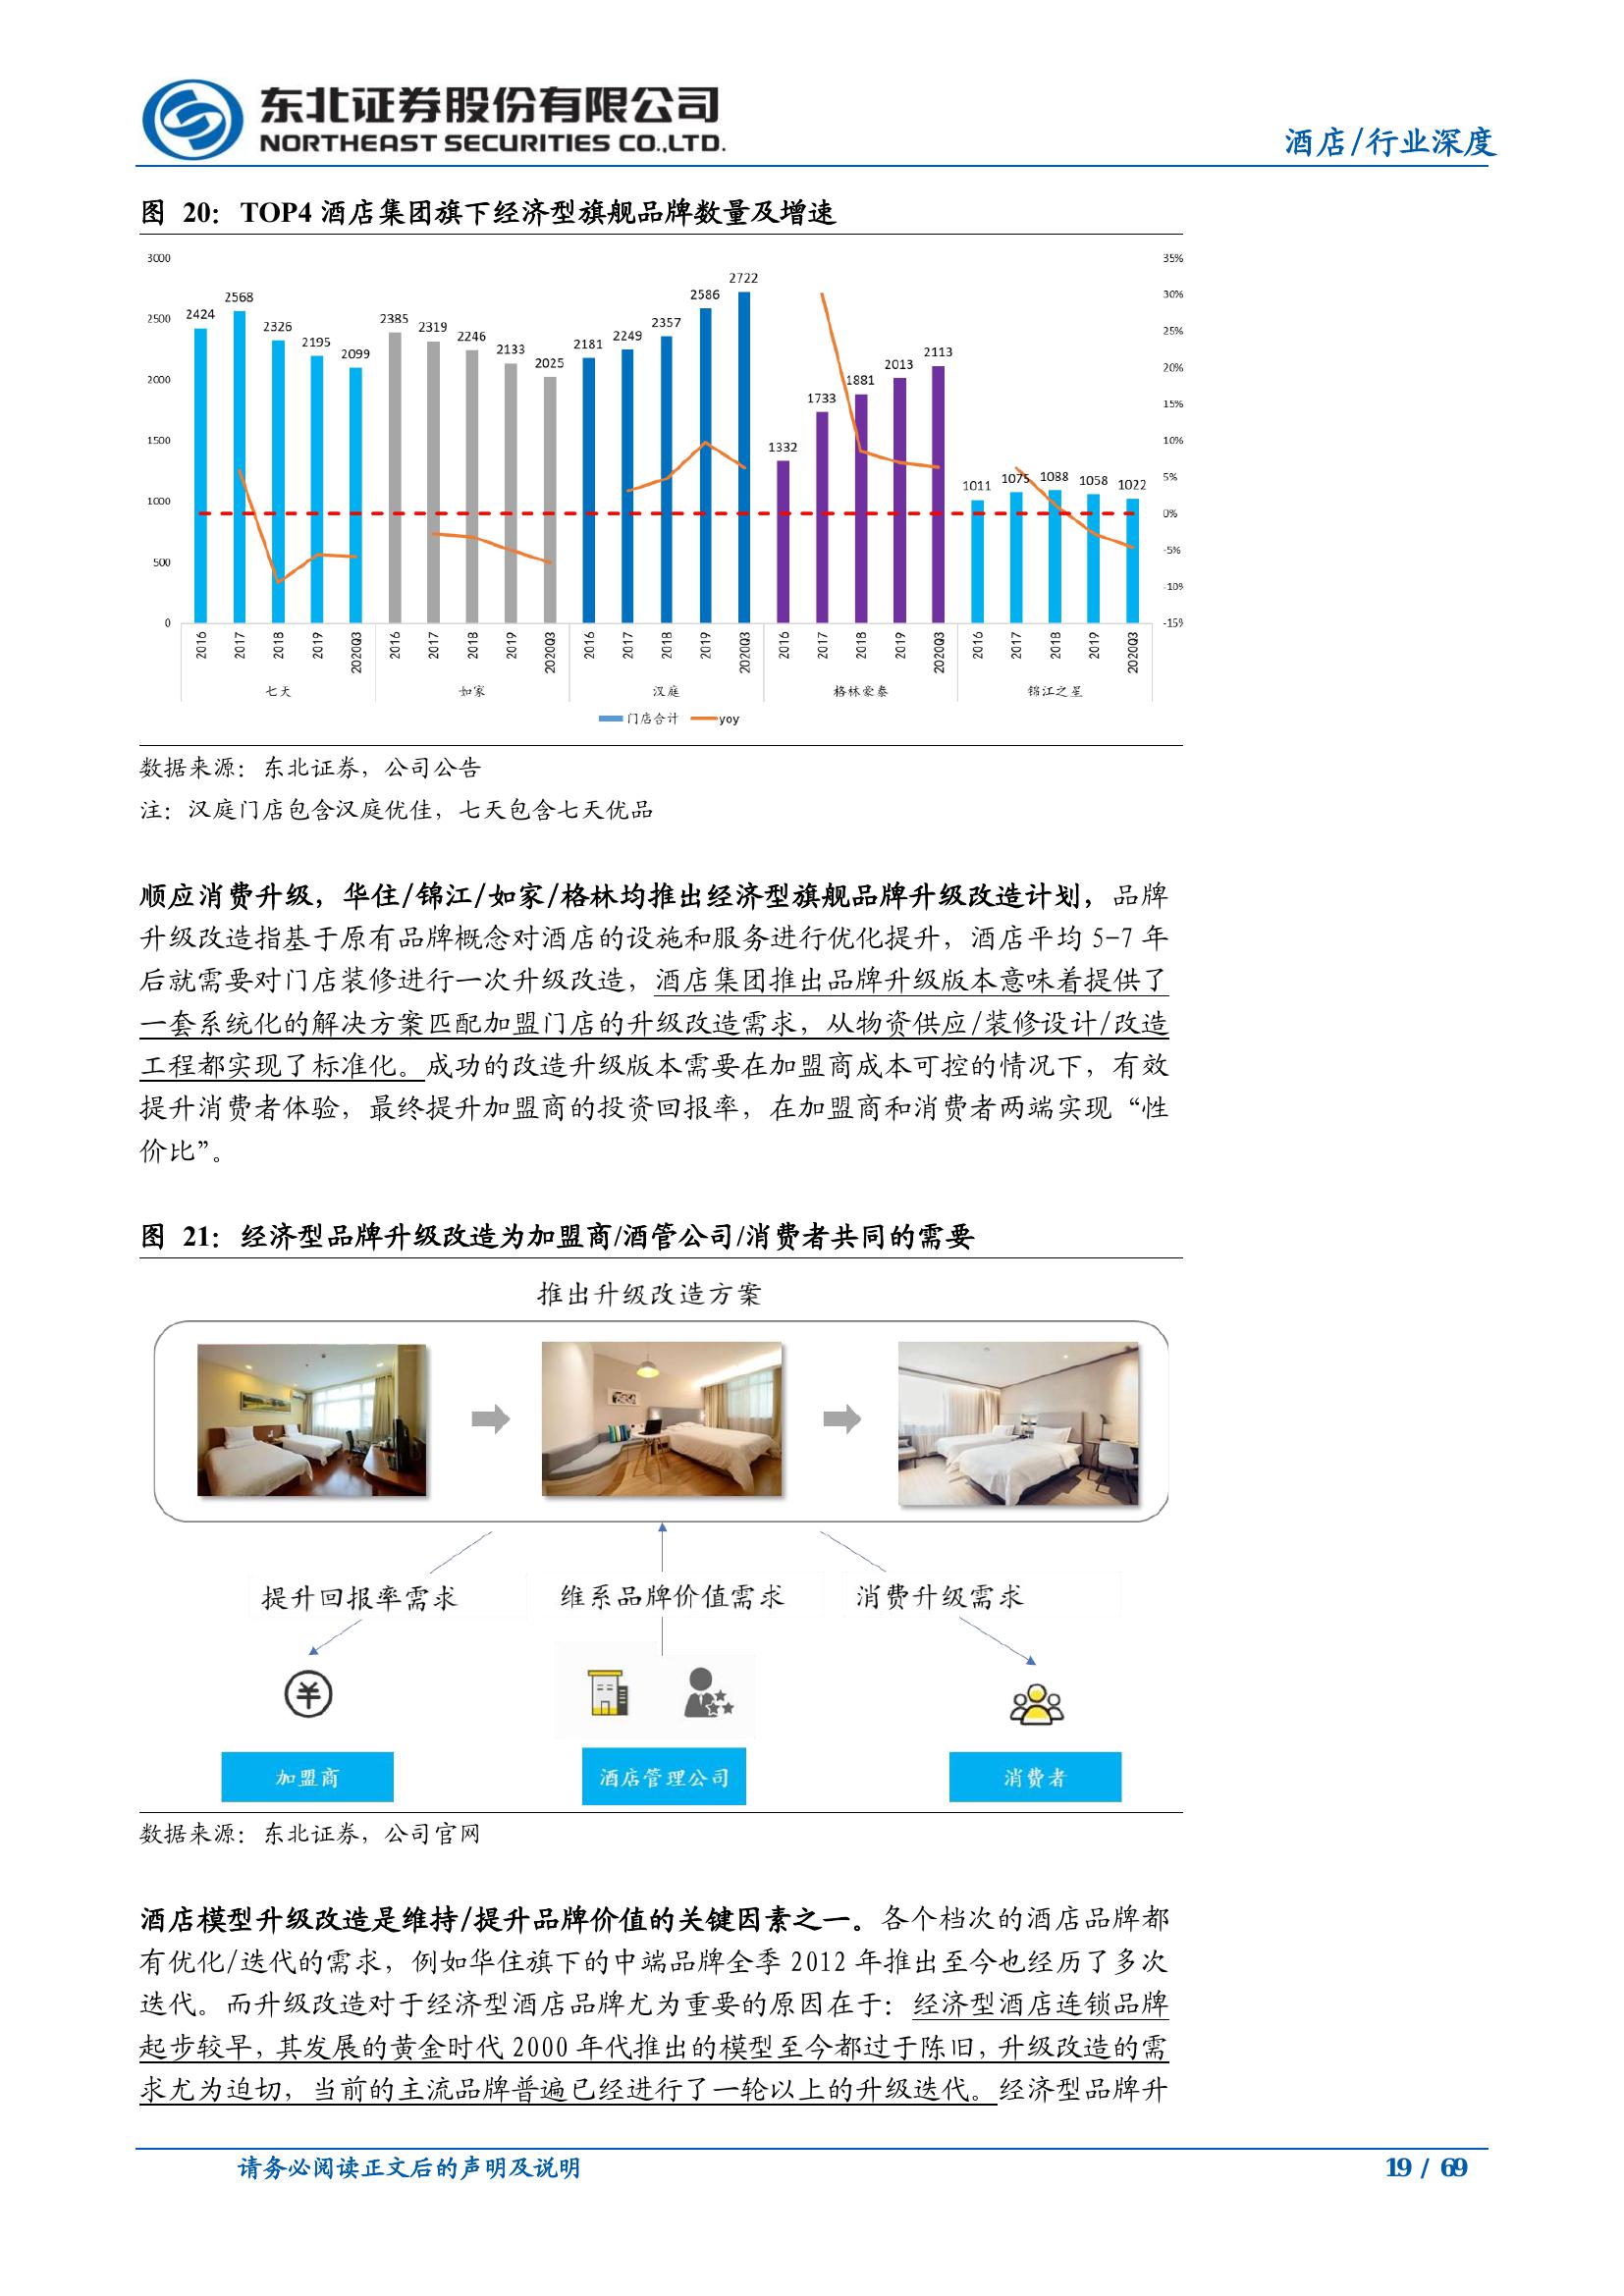 东北证券股份有限公司
NORTHEAST SECURITIES CO.,LTD.
酒店/行业深度
图 20：TOP4 酒店集团旗下经济型旗舰品牌数量及增速
3000 35%
30%
2500 25%
2000 20%
15%
1500 10%
5%
1000 0%
500 -5%
-10%
0 -15%
2424 2568 2326 2195 2099
2385 2319 2246 2133 2025
2181 2249 2357 2586 2722
1332 1733 1881 2013 2113
1011 1075 1088 1058 1022
2016 2017 2018 2019 2020Q3 2016 2017 2018 2019 2020Q3 2016 2017 2018 2019 2020Q3 2016 2017 2018 2019 2020Q3 2016 2017 2018 2019 2020Q3
七天 如家 汉庭 格林豪泰 锦江之星
门店合计 yoy
数据来源：东北证券，公司公告
注：汉庭门店包含汉庭优佳，七天包含七天优品
顺应消费升级，华住/锦江/如家/格林均推出经济型旗舰品牌升级改造计划，品牌
升级改造指基于原有品牌概念对酒店的设施和服务进行优化提升，酒店平均 5-7 年
后就需要对门店装修进行一次升级改造，酒店集团推出品牌升级版本意味着提供了
一套系统化的解决方案匹配加盟门店的升级改造需求，从物资供应/装修设计/改造
工程都实现了标准化。成功的改造升级版本需要在加盟商成本可控的情况下，有效
提升消费者体验，最终提升加盟商的投资回报率，在加盟商和消费者两端实现“性
价比”。
图 21：经济型品牌升级改造为加盟商/酒管公司/消费者共同的需要
推出升级改造方案
提升回报率需求 维系品牌价值需求 消费升级需求
加盟商 酒店管理公司 消费者
数据来源：东北证券，公司官网
酒店模型升级改造是维持/提升品牌价值的关键因素之一。各个档次的酒店品牌都
有优化/迭代的需求，例如华住旗下的中端品牌全季 2012 年推出至今也经历了多次
迭代。而升级改造对于经济型酒店品牌尤为重要的原因在于：经济型酒店连锁品牌
起步较早，其发展的黄金时代 2000 年代推出的模型至今都过于陈旧，升级改造的需
求尤为迫切，当前的主流品牌普遍已经进行了一轮以上的升级迭代。经济型品牌升
请务必阅读正文后的声明及说明 19 / 69